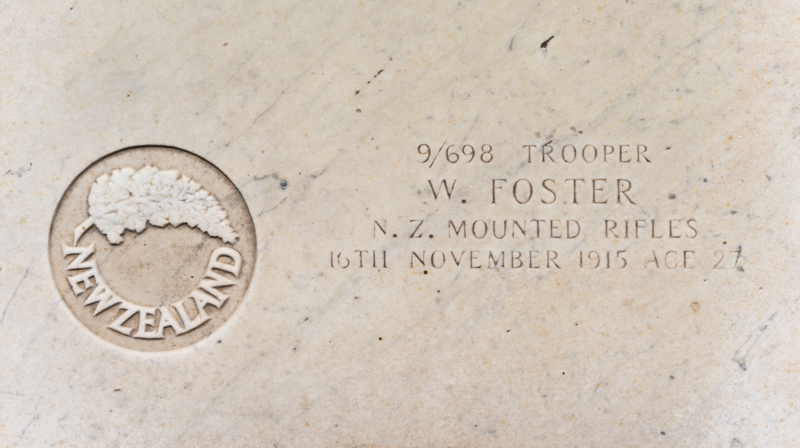 9/698 TROOPER
W. FOSTER
N. Z. MOUNTED RIFLES
16TH NOVEMBER 1915 AGE 27
NEW ZEALAND